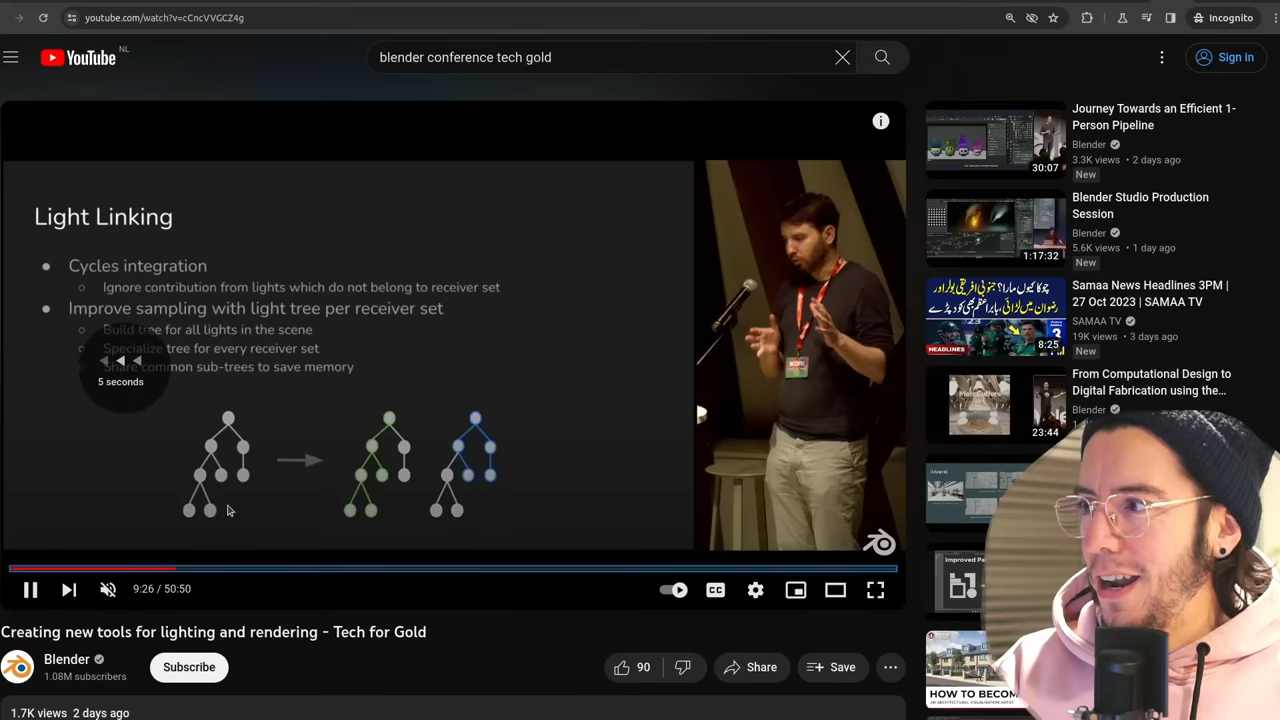 youtube.com/watch?v=cCncVVGCZ4g
Incognito
YouTube
NL
blender conference tech gold
Sign in
Light Linking
Cycles integration
Ignore contribution from lights which do not belong to receiver set
Improve sampling with light tree per receiver set
Build tree for all lights in the scene
Specialize tree for every receiver set
Share common sub-trees to save memory
5 seconds
9:26 / 50:50
CC
Creating new tools for lighting and rendering - Tech for Gold
Blender
1.08M subscribers
Subscribe
90
Share
Save
1.7K views 2 days ago
Journey Towards an Efficient 1-
Person Pipeline
Blender
3.3K views • 2 days ago
New
30:07
Blender Studio Production
Session
Blender
5.6K views • 1 day ago
New
1:17:32
Samaa News Headlines 3PM |
27 Oct 2023 | SAMAA TV
SAMAA TV
19K views • 3 days ago
New
HEADLINES
8:25
From Computational Design to
Digital Fabrication using the...
Blender
23:44
HOW TO BECOM